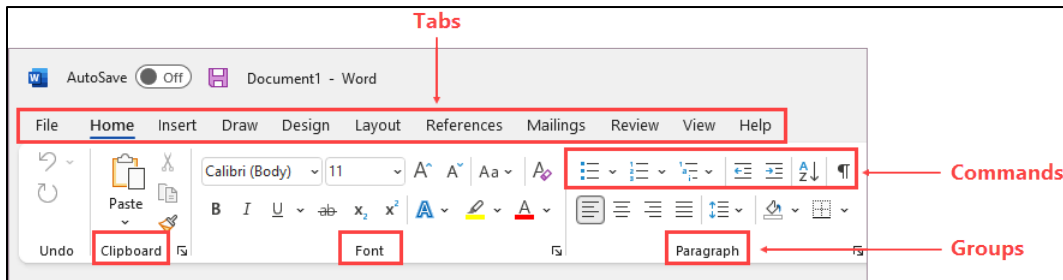 Tabs
W AutoSave Off Document1 - Word
File Home Insert Draw Design Layout References Mailings Review View Help
Calibri (Body) 11 A A Aa A
Commands
Paste
B I U ab x₂ x² A A
Undo Clipboard Font Paragraph
Groups